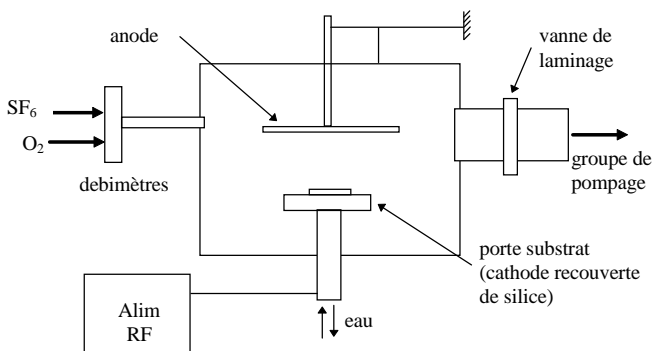 anode
vanne de
laminage
SF₆
O₂
debimètres
groupe de
pompage
porte substrat
(cathode recouverte
de silice)
Alim
RF
eau